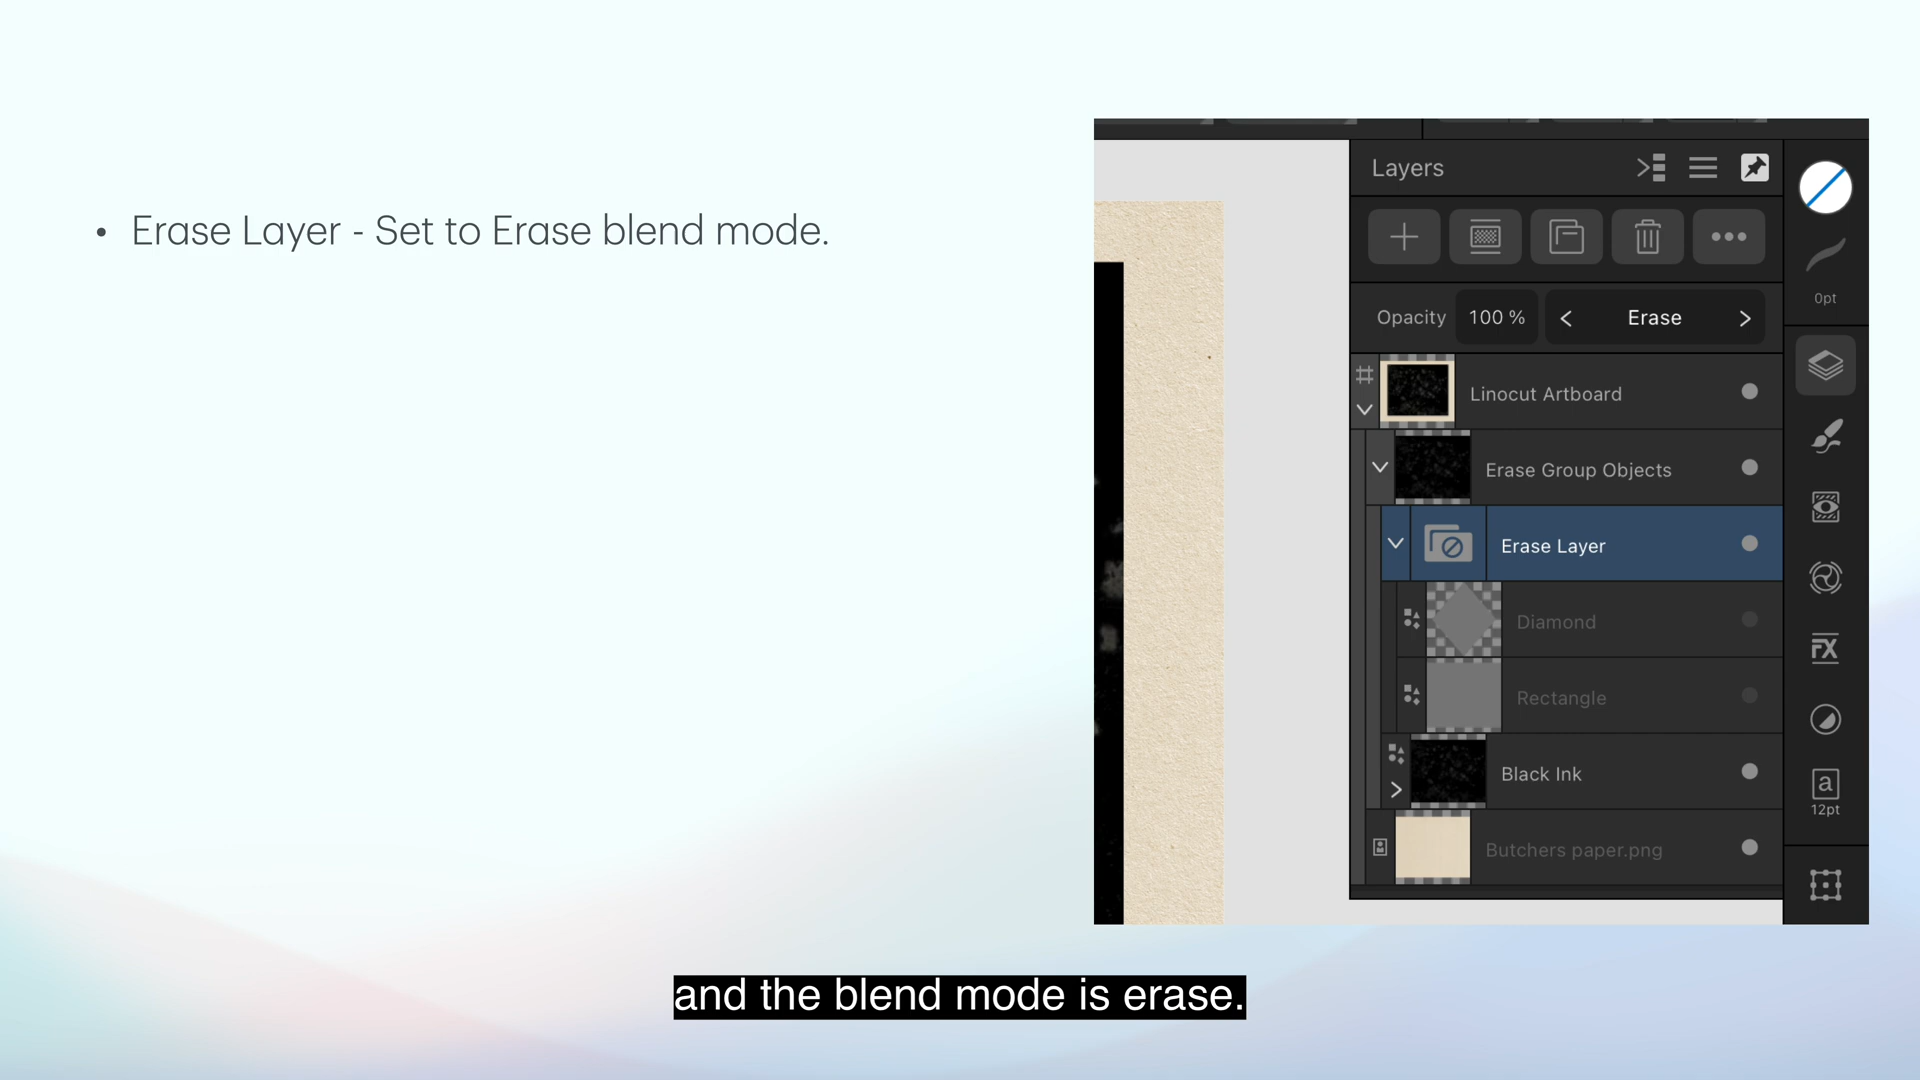 • Erase Layer - Set to Erase blend mode.
Layers
0pt
Opacity 100 % < Erase >
Linocut Artboard
Erase Group Objects
Erase Layer
Diamond
Rectangle
Black Ink
Butchers paper.png
FX
a
12pt
and the blend mode is erase.